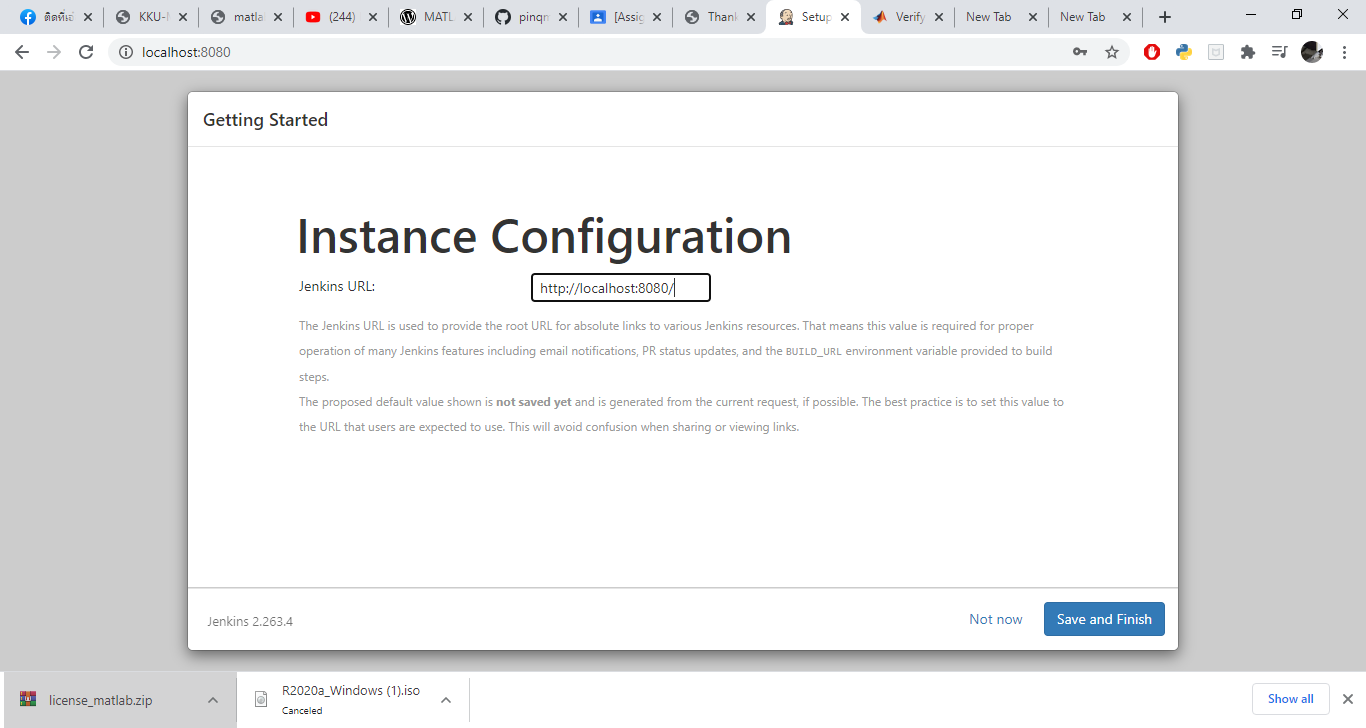 KKU-
matla
(244)
MATL
pinqm
[Assig
Thank
Setup
Verify
New Tab
New Tab
localhost:8080
Getting Started
Instance Configuration
Jenkins URL:
http://localhost:8080/
The Jenkins URL is used to provide the root URL for absolute links to various Jenkins resources. That means this value is required for proper
operation of many Jenkins features including email notifications, PR status updates, and the BUILD_URL environment variable provided to build
steps.
The proposed default value shown is not saved yet and is generated from the current request, if possible. The best practice is to set this value to
the URL that users are expected to use. This will avoid confusion when sharing or viewing links.
Jenkins 2.263.4
Not now
Save and Finish
license_matlab.zip
R2020a_Windows (1).iso
Canceled
Show all